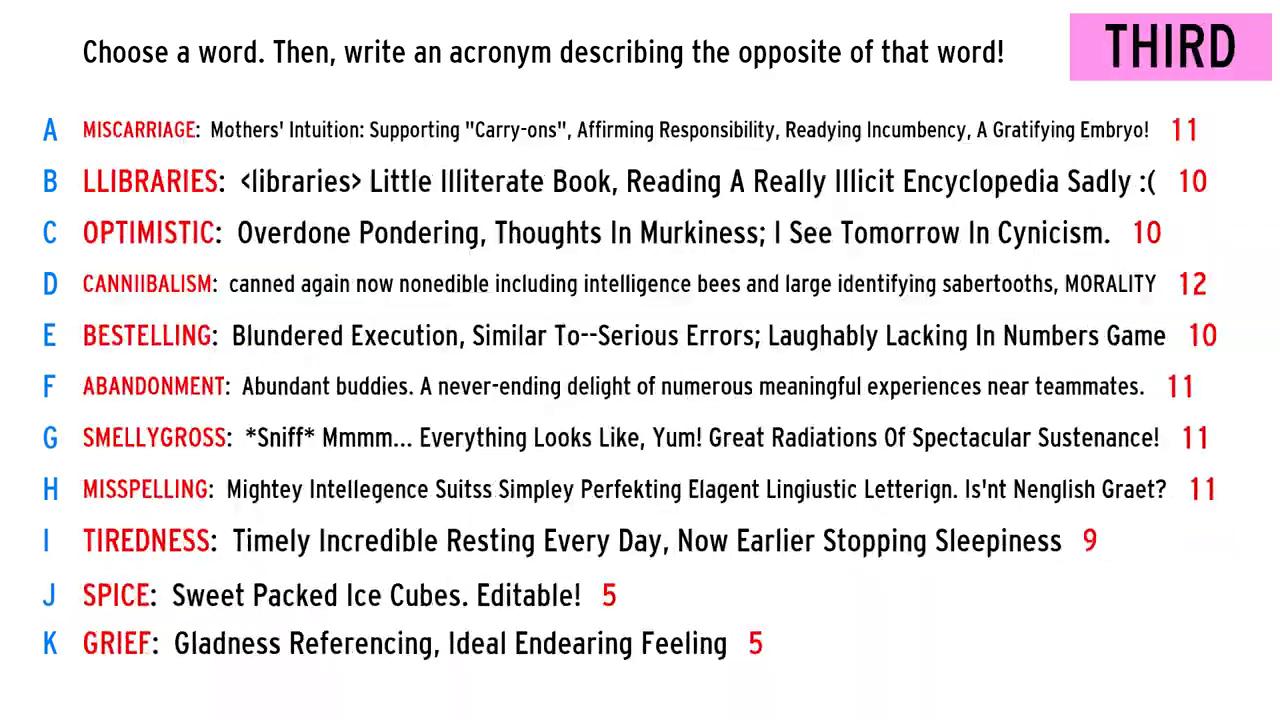 Choose a word. Then, write an acronym describing the opposite of that word!
THIRD
A MISCARRIAGE: Mothers' Intuition: Supporting "Carry-ons", Affirming Responsibility, Readying Incumbency, A Gratifying Embryo! 11
B LLIBRARIES: <libraries> Little Illiterate Book, Reading A Really Illicit Encyclopedia Sadly :( 10
C OPTIMISTIC: Overdone Pondering, Thoughts In Murkiness; I See Tomorrow In Cynicism. 10
D CANNIIBALISM: canned again now nonedible including intelligence bees and large identifying sabertooths, MORALITY 12
E BESTELLING: Blundered Execution, Similar To--Serious Errors; Laughably Lacking In Numbers Game 10
F ABANDONMENT: Abundant buddies. A never-ending delight of numerous meaningful experiences near teammates. 11
G SMELLYGROSS: *Sniff* Mmmm... Everything Looks Like, Yum! Great Radiations Of Spectacular Sustenance! 11
H MISSPELLING: Mightey Intellegence Suitss Simpley Perfekting Elagent Lingiustic Letterign. Is'nt Nenglish Graet? 11
I TIREDNESS: Timely Incredible Resting Every Day, Now Earlier Stopping Sleepiness 9
J SPICE: Sweet Packed Ice Cubes. Editable! 5
K GRIEF: Gladness Referencing, Ideal Endearing Feeling 5